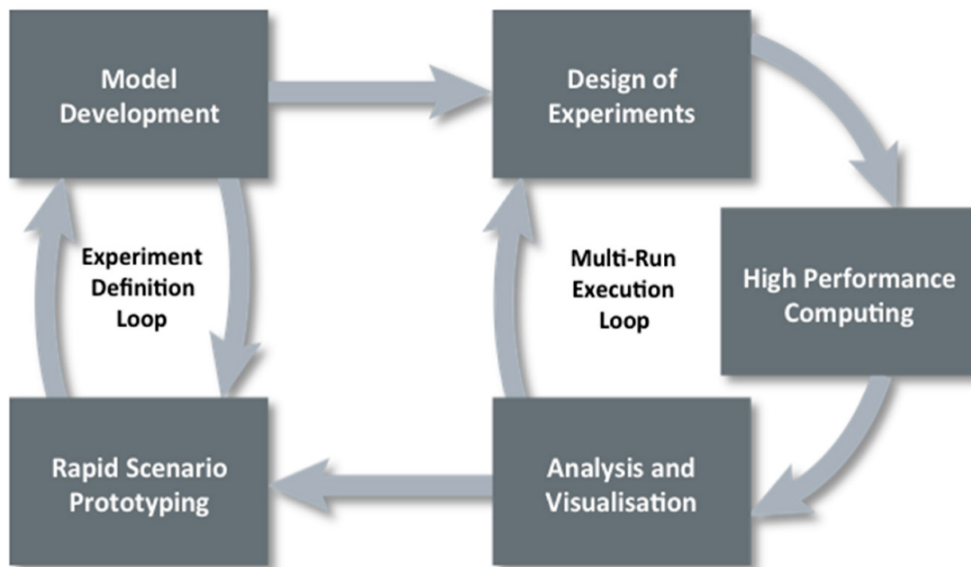 Model
Development
Design of
Experiments
Experiment
Definition
Loop
Multi-Run
Execution
Loop
High Performance
Computing
Rapid Scenario
Prototyping
Analysis and
Visualisation